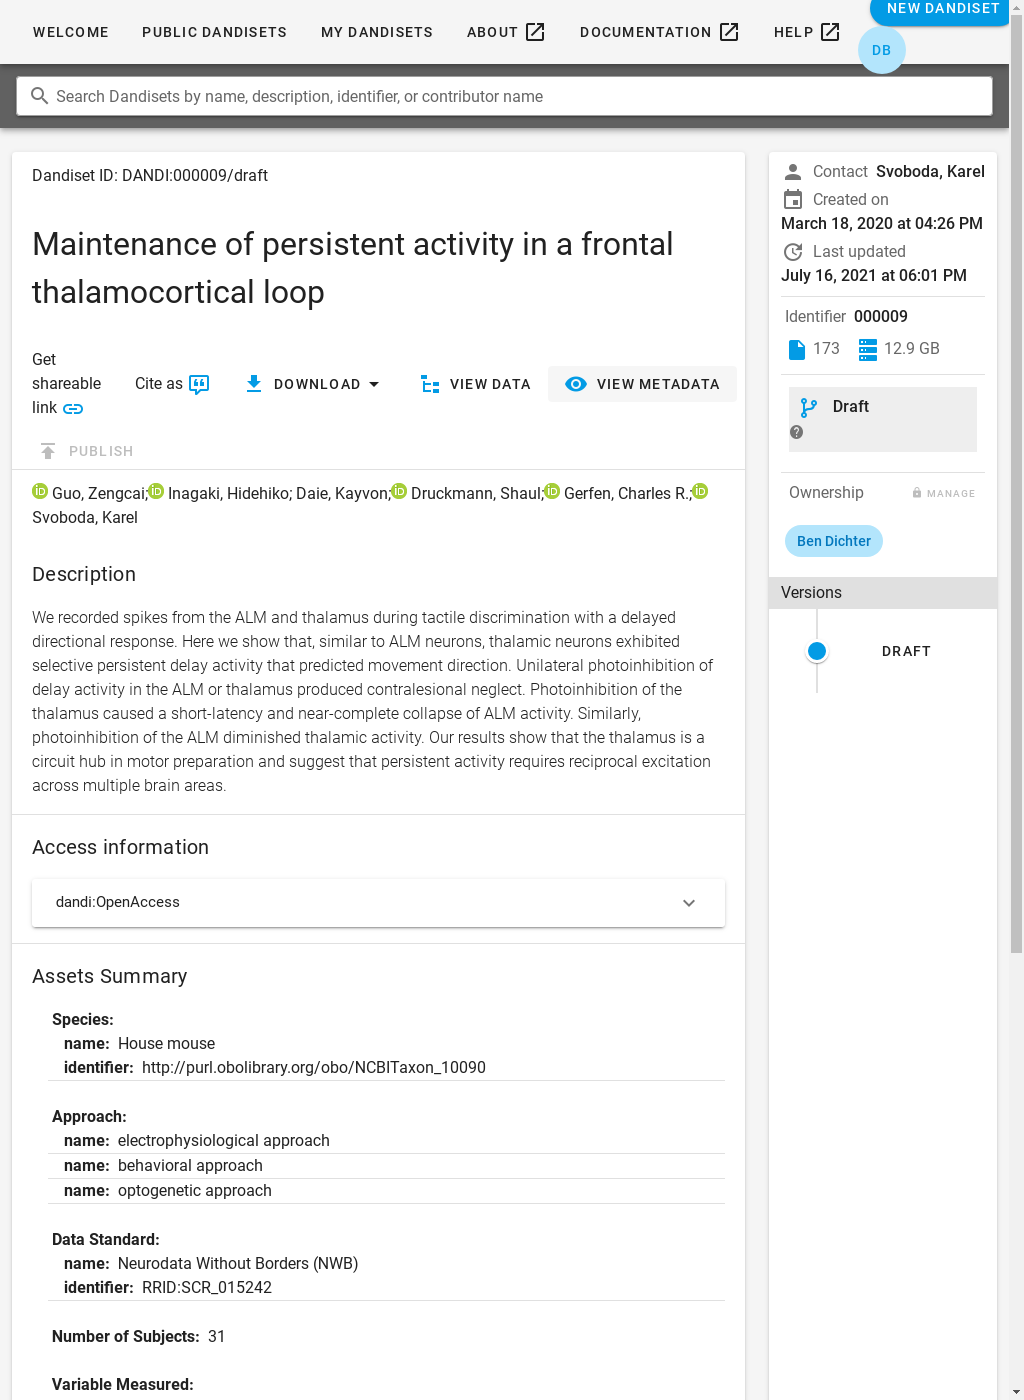 WELCOME PUBLIC DANDISETS MY DANDISETS ABOUT DOCUMENTATION HELP NEW DANDISET
DB
Search Dandisets by name, description, identifier, or contributor name
Dandiset ID: DANDI:000009/draft
Maintenance of persistent activity in a frontal
thalamocortical loop
Get
shareable
link
Cite as
DOWNLOAD
VIEW DATA
VIEW METADATA
PUBLISH
iD Guo, Zengcai; iD Inagaki, Hidehiko; Daie, Kayvon; iD Druckmann, Shaul; iD Gerfen, Charles R.; iD
Svoboda, Karel
Description
We recorded spikes from the ALM and thalamus during tactile discrimination with a delayed
directional response. Here we show that, similar to ALM neurons, thalamic neurons exhibited
selective persistent delay activity that predicted movement direction. Unilateral photoinhibition of
delay activity in the ALM or thalamus produced contralesional neglect. Photoinhibition of the
thalamus caused a short-latency and near-complete collapse of ALM activity. Similarly,
photoinhibition of the ALM diminished thalamic activity. Our results show that the thalamus is a
circuit hub in motor preparation and suggest that persistent activity requires reciprocal excitation
across multiple brain areas.
Access information
dandi:OpenAccess
Assets Summary
Species:
name: House mouse
identifier: http://purl.obolibrary.org/obo/NCBITaxon_10090
Approach:
name: electrophysiological approach
name: behavioral approach
name: optogenetic approach
Data Standard:
name: Neurodata Without Borders (NWB)
identifier: RRID:SCR_015242
Number of Subjects: 31
Variable Measured:
Contact Svoboda, Karel
Created on
March 18, 2020 at 04:26 PM
Last updated
July 16, 2021 at 06:01 PM
Identifier 000009
173 12.9 GB
Draft
?
Ownership MANAGE
Ben Dichter
Versions
DRAFT